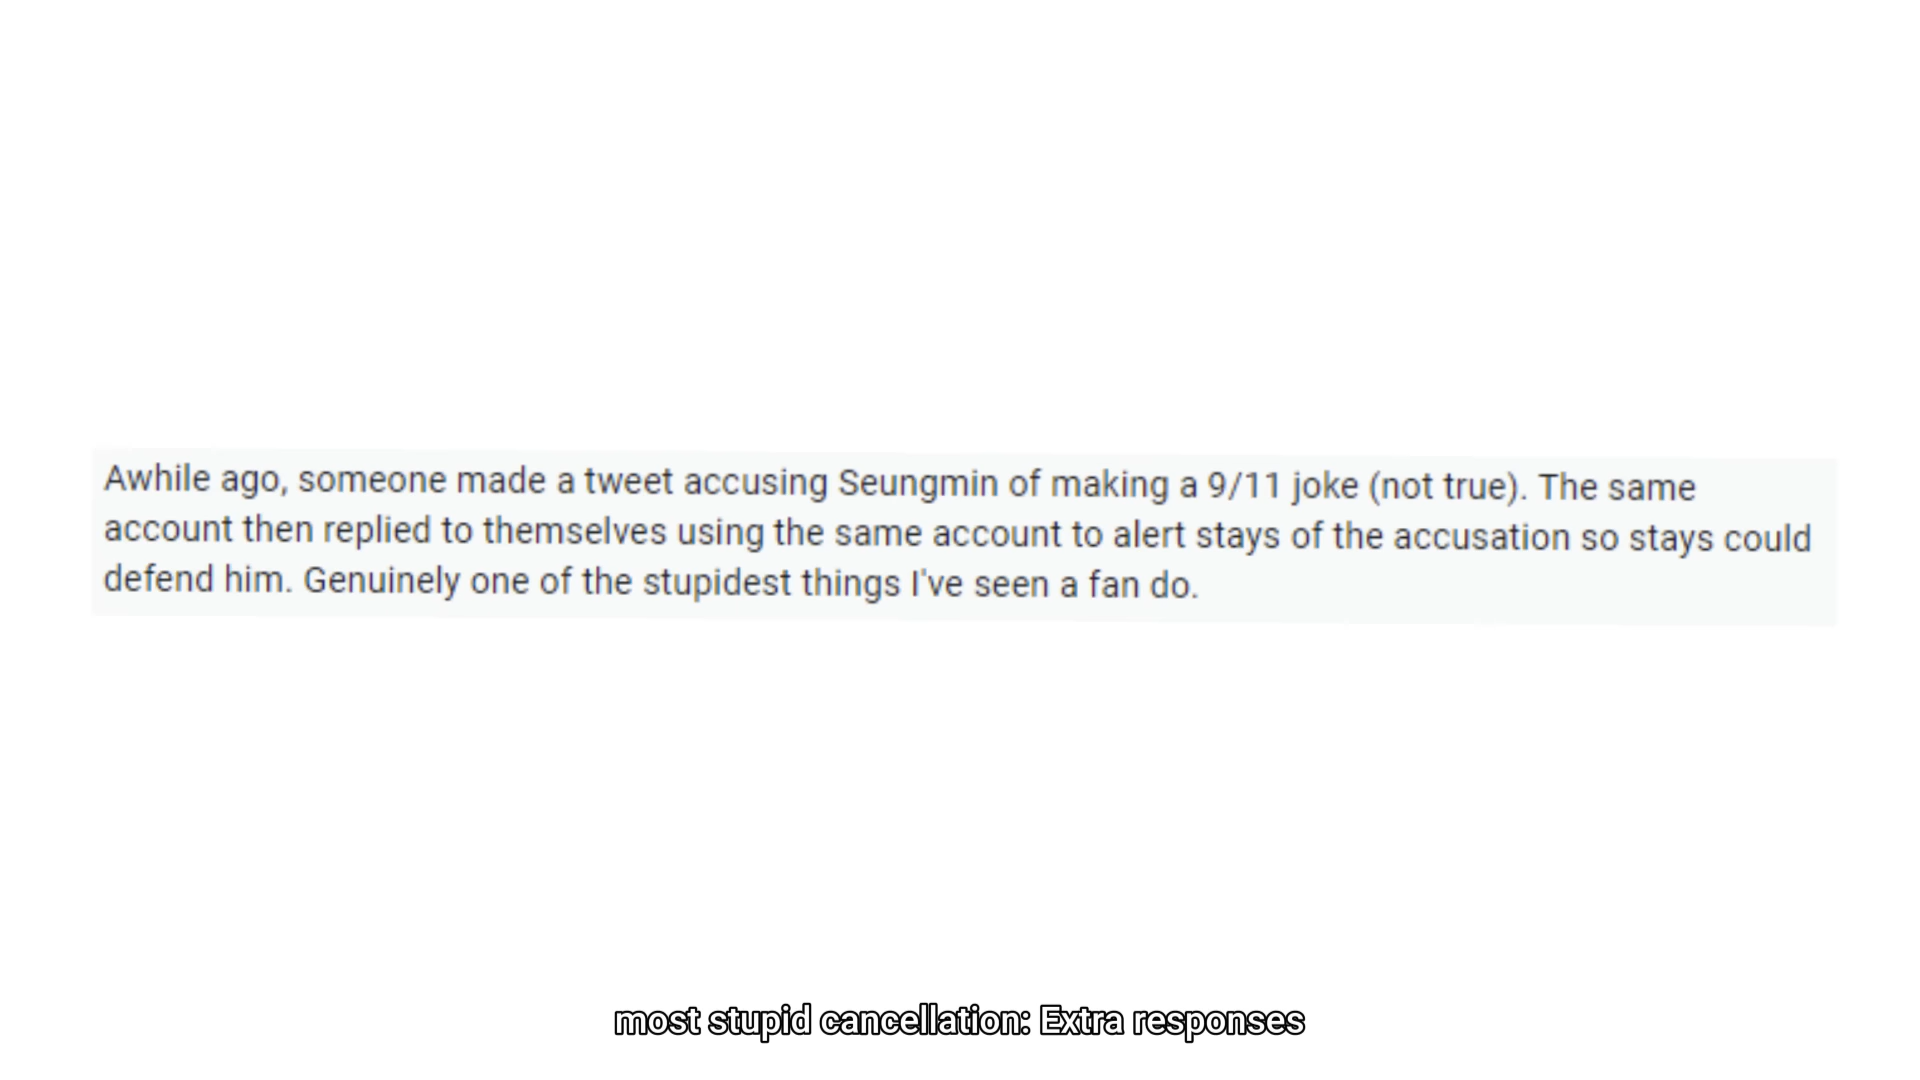 Awhile ago, someone made a tweet accusing Seungmin of making a 9/11 joke (not true). The same
account then replied to themselves using the same account to alert stays of the accusation so stays could
defend him. Genuinely one of the stupidest things I've seen a fan do.
most stupid cancellation: Extra responses